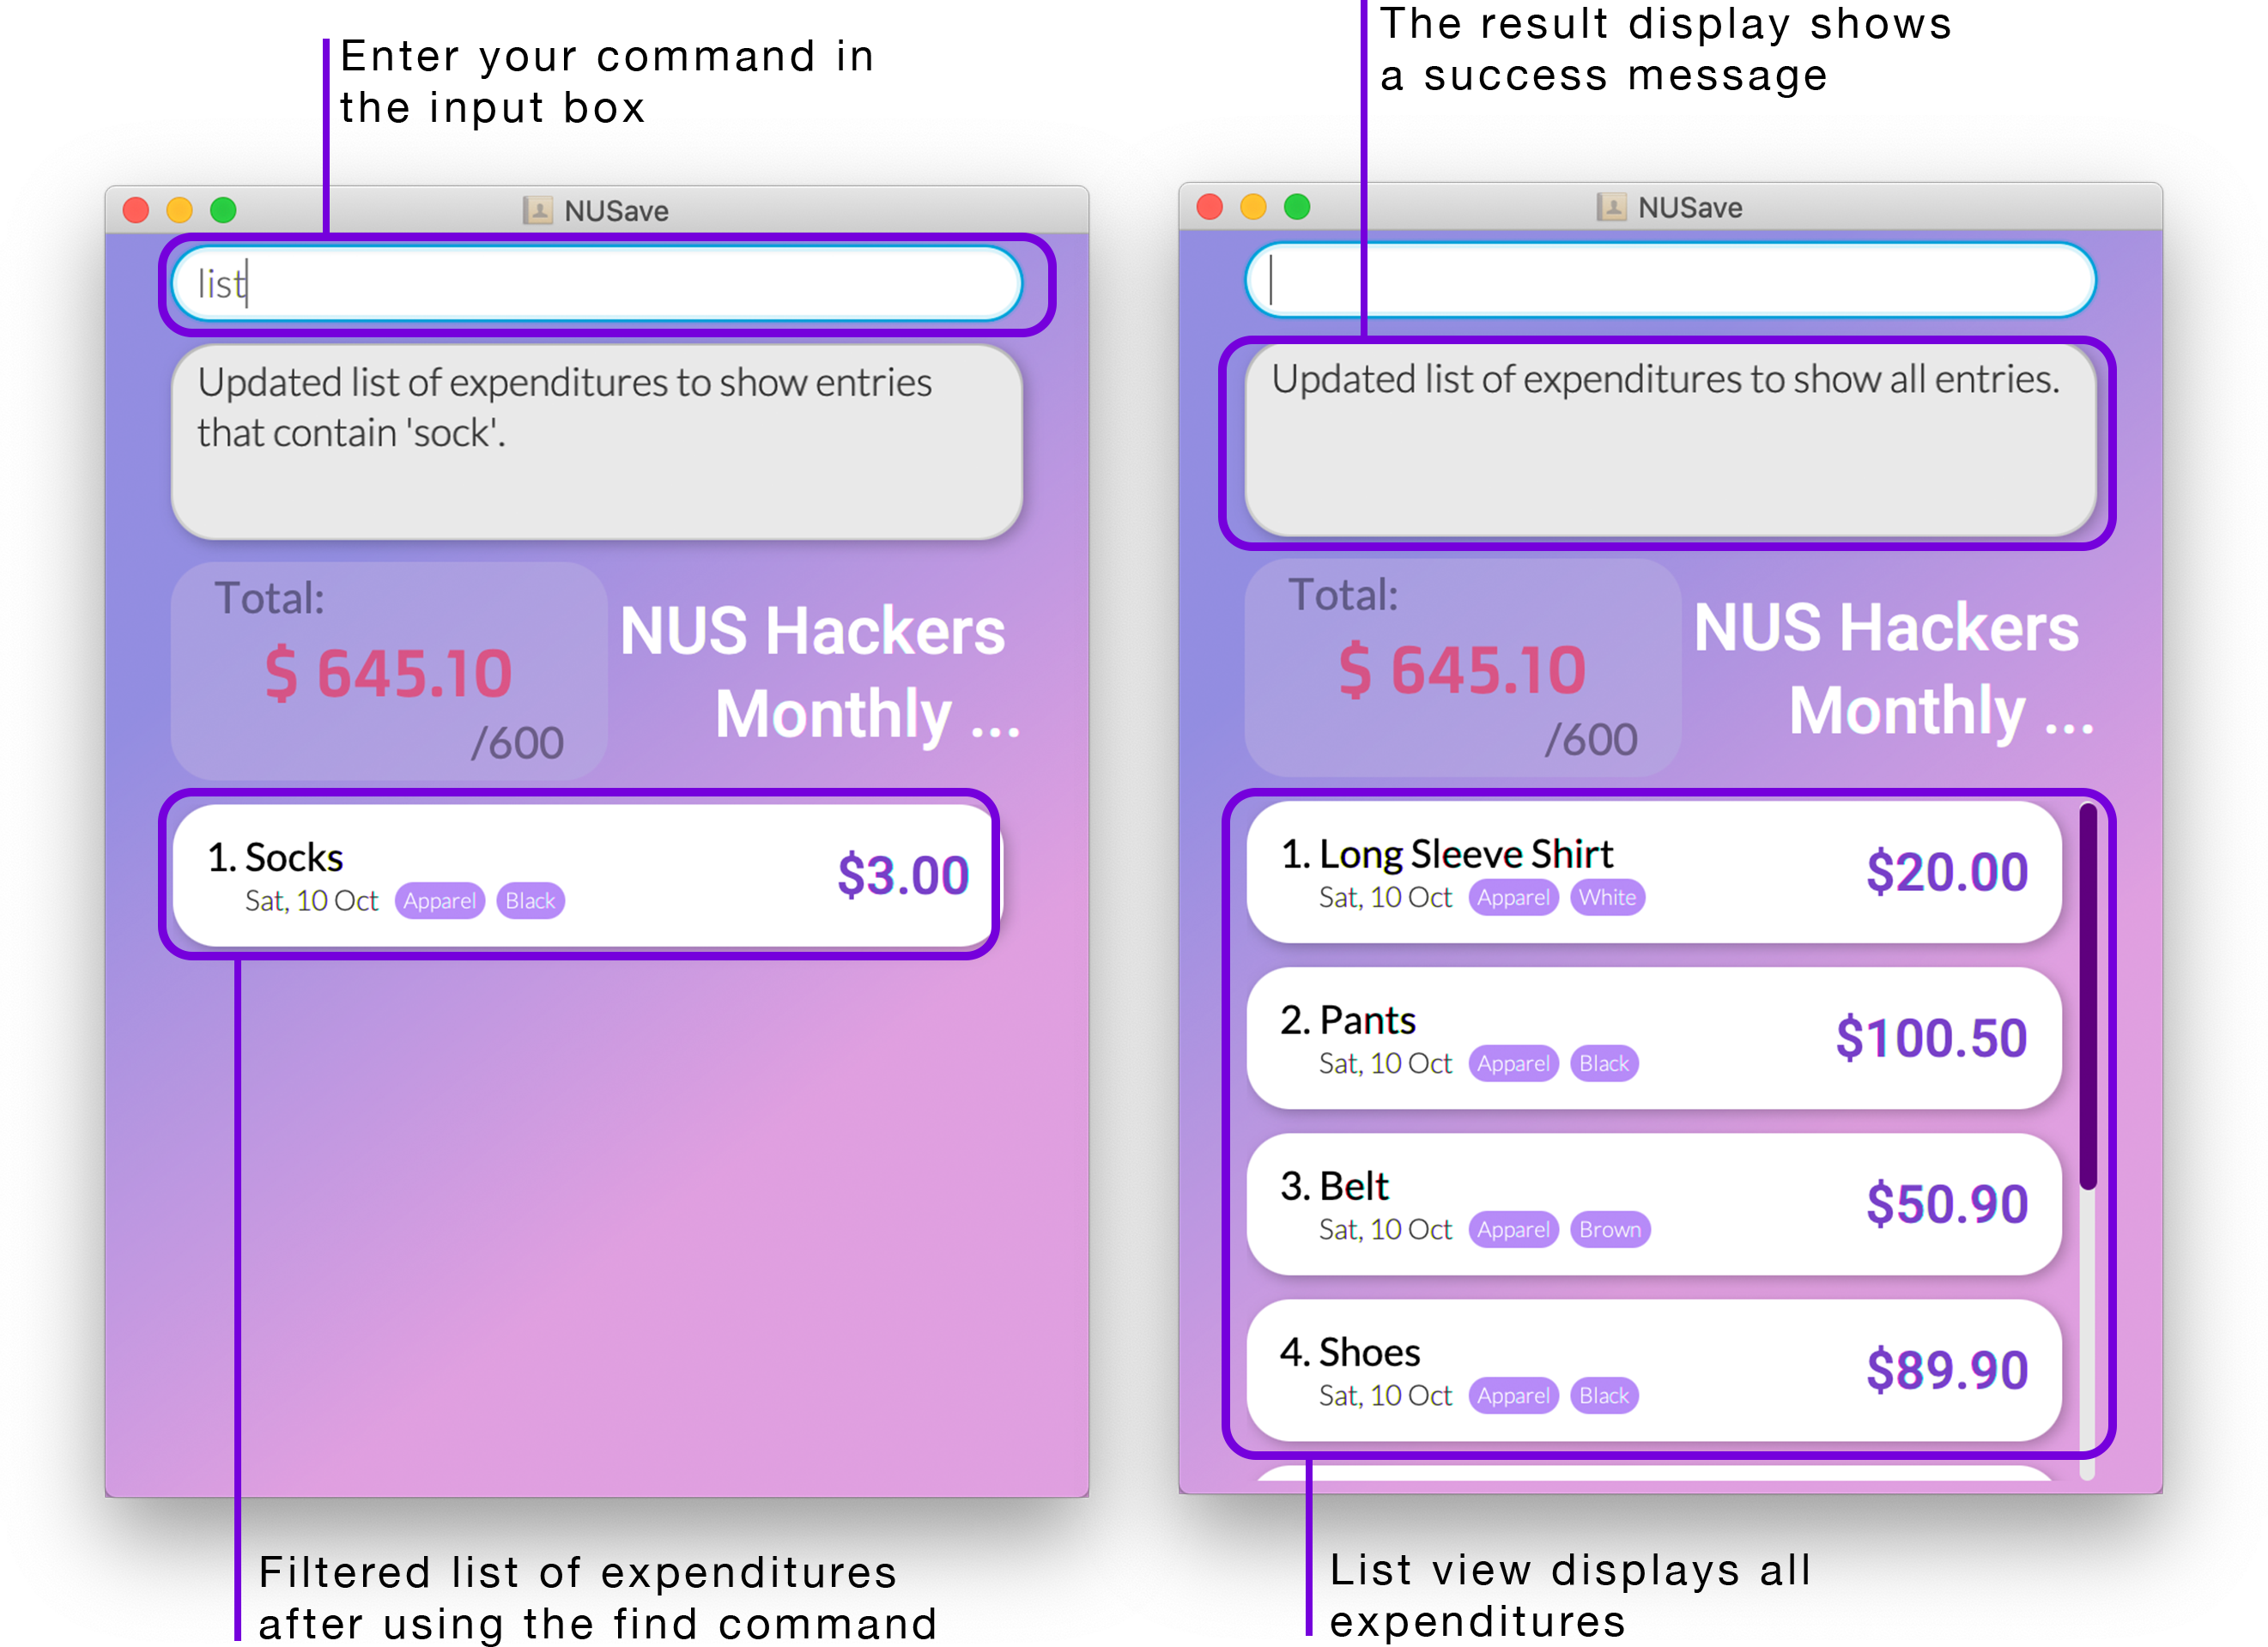 Enter your command in
the input box
NUSave
list
Updated list of expenditures to show entries
that contain 'sock'.
Total:
$ 645.10
/600
NUS Hackers
Monthly ...
1. Socks
Sat, 10 Oct Apparel Black
$3.00
Filtered list of expenditures
after using the find command
The result display shows
a success message
NUSave
Updated list of expenditures to show all entries.
Total:
$ 645.10
/600
NUS Hackers
Monthly ...
1. Long Sleeve Shirt
Sat, 10 Oct Apparel White
$20.00
2. Pants
Sat, 10 Oct Apparel Black
$100.50
3. Belt
Sat, 10 Oct Apparel Brown
$50.90
4. Shoes
Sat, 10 Oct Apparel Black
$89.90
List view displays all
expenditures